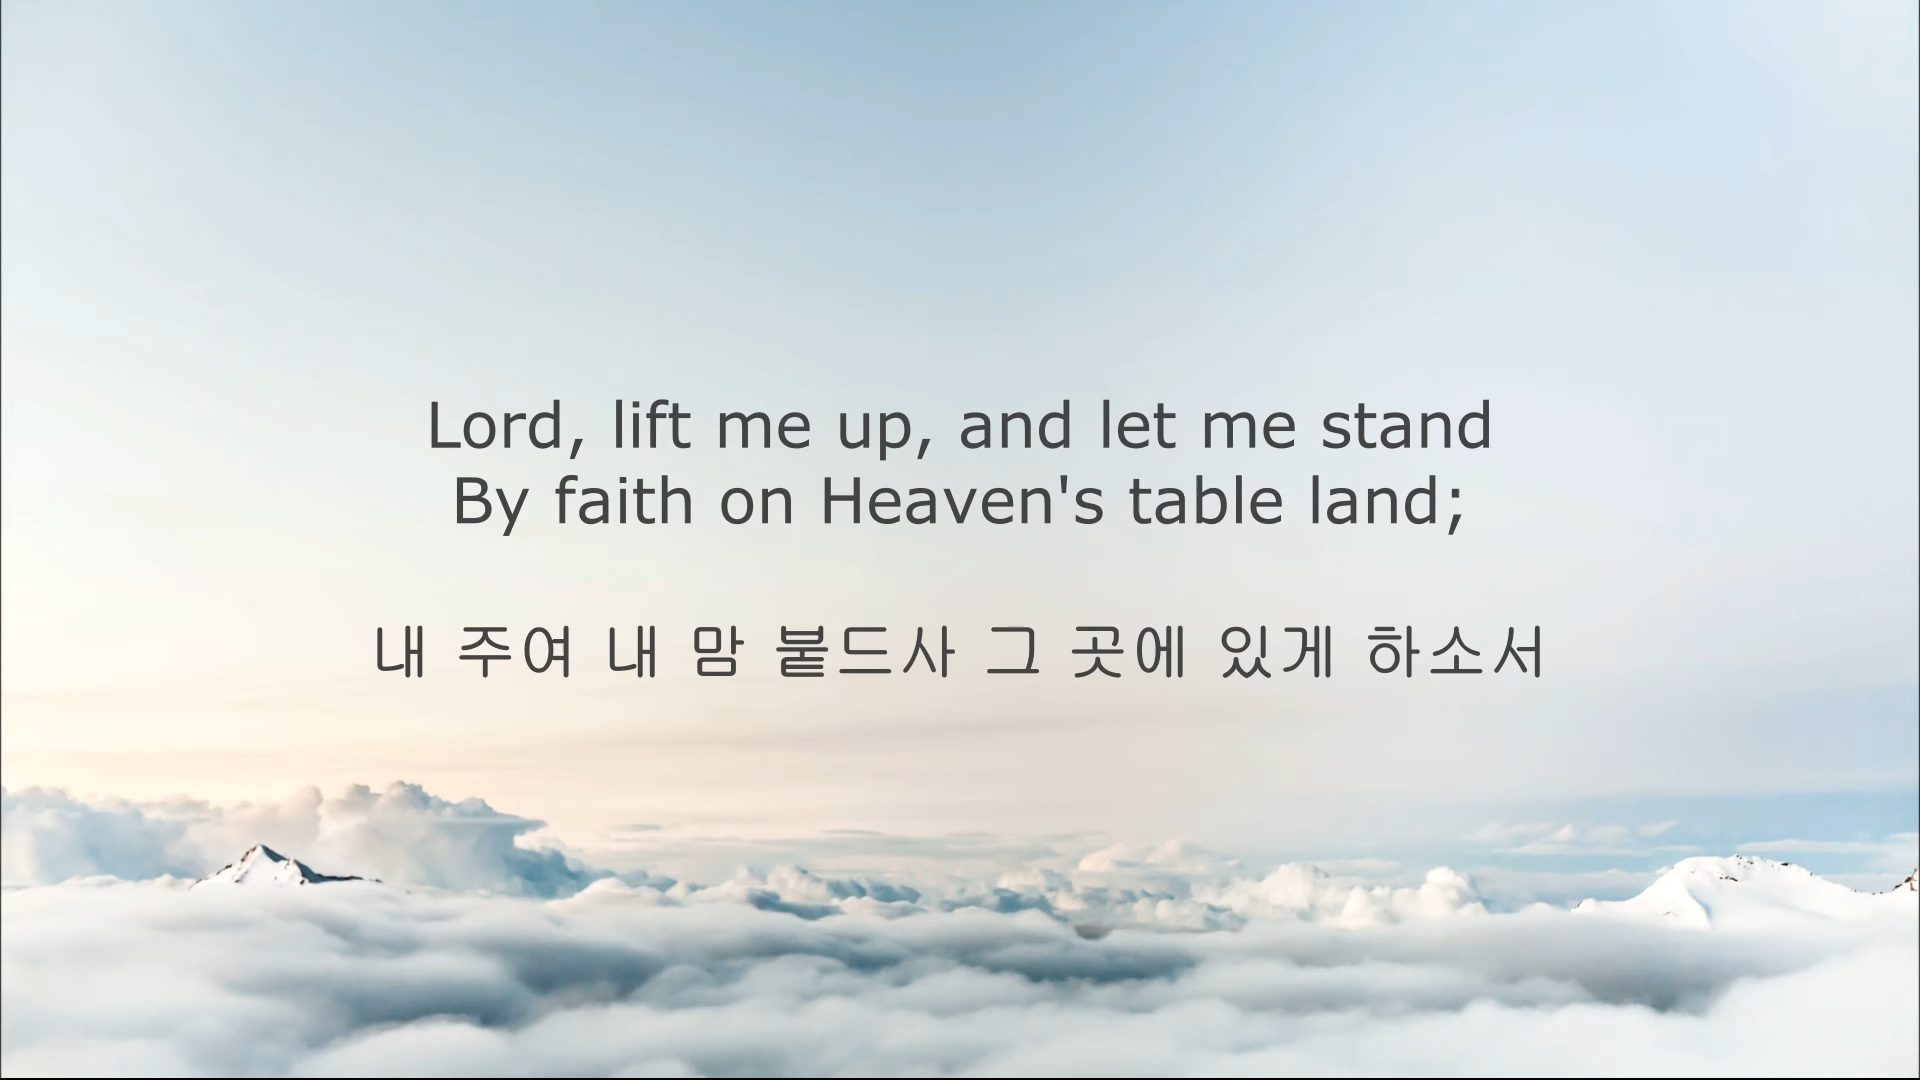 Lord, lift me up, and let me stand
By faith on Heaven's table land;
내 주여 내 맘 붙드사 그 곳에 있게 하소서